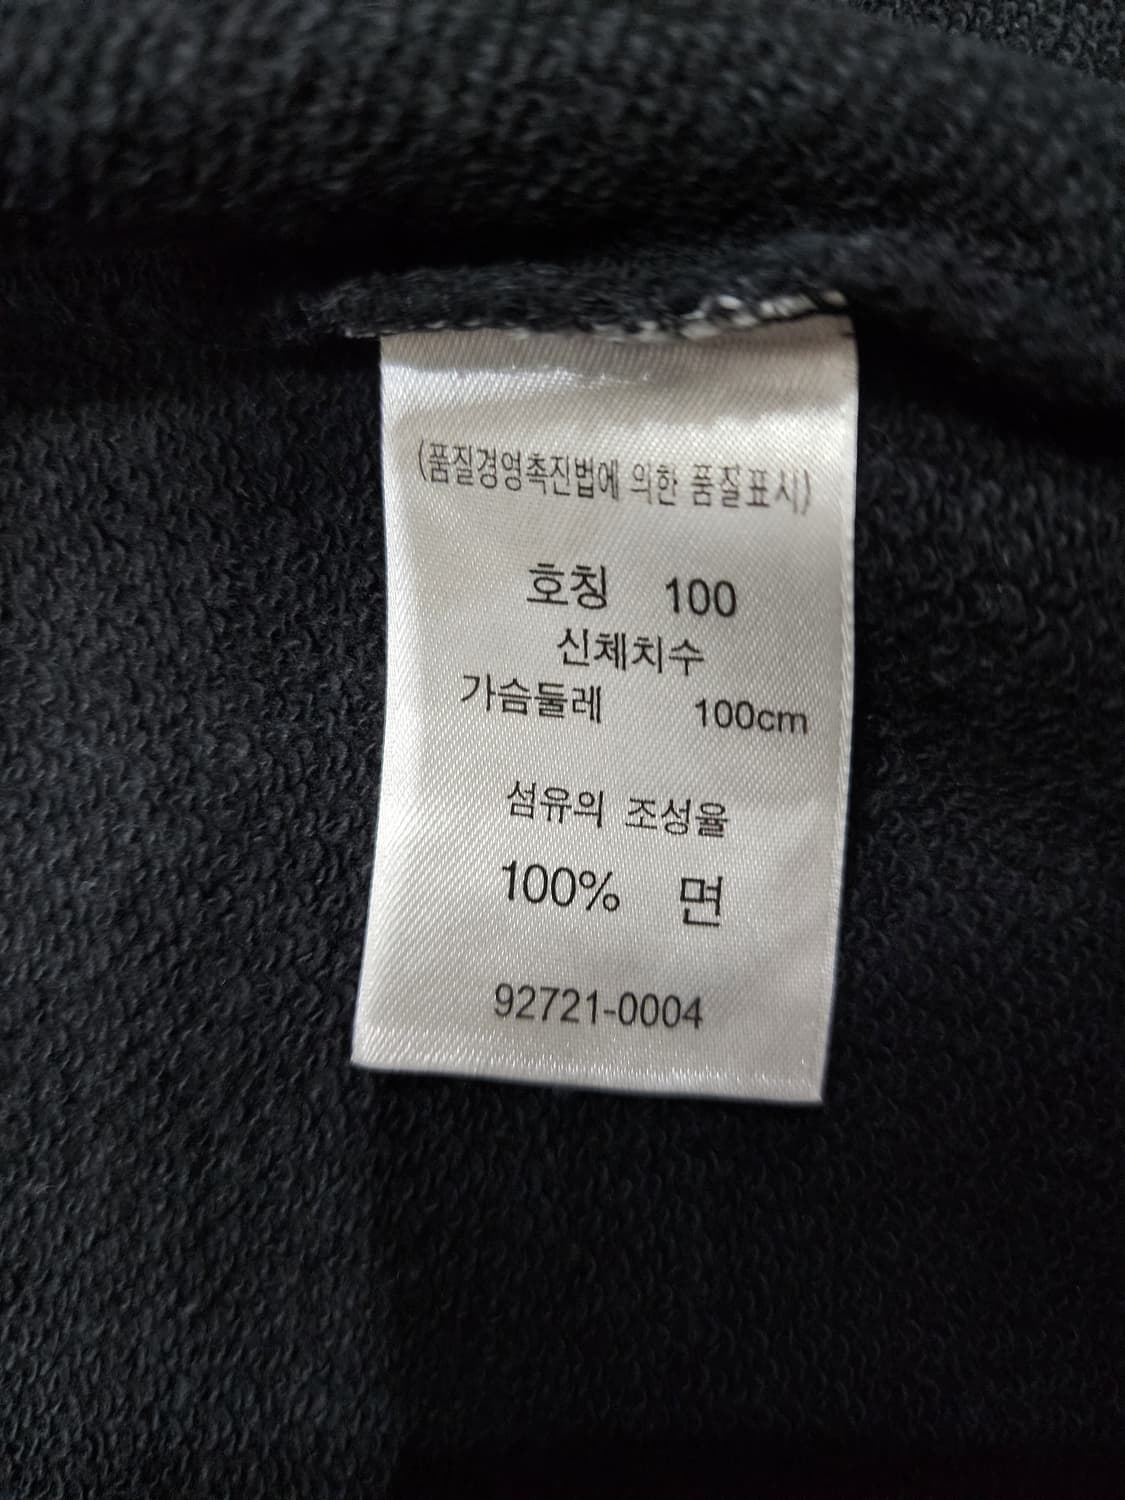 (품질경영촉진법에 의한 품질표시)
호칭 100
신체치수
가슴둘레 100cm
섬유의 조성율
100% 면
92721-0004